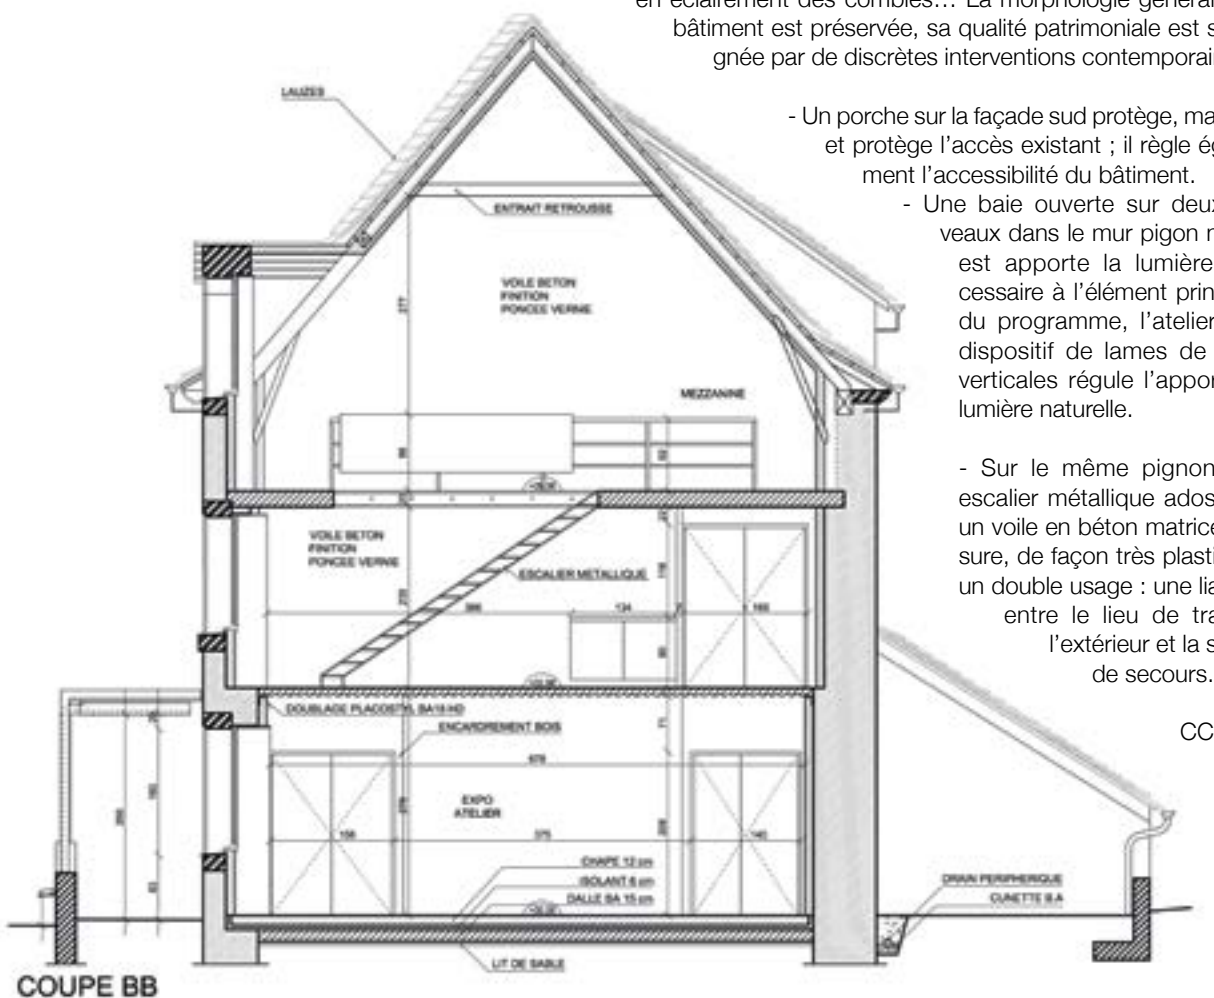 en éclairement des combles… La morphologie général
bâtiment est préservée, sa qualité patrimoniale est s
gnée par de discrètes interventions contemporai
- Un porche sur la façade sud protège, ma
et protège l'accès existant ; il règle ég
ment l'accessibilité du bâtiment.
- Une baie ouverte sur deux
veaux dans le mur pigon n
est apporte la lumière
cessaire à l'élément prin
du programme, l'atelier
dispositif de lames de
verticales régule l'appor
lumière naturelle.
- Sur le même pignon
escalier métallique ados
un voile en béton matricé
sure, de façon très plasti
un double usage : une lia
entre le lieu de tra
l'extérieur et la s
de secours.
CC
LAUZES
ENTRAIT RETROUSSE
VOILE BETON
FINITION
PONCEE VERNIE
277
MEZZANINE
VOILE BETON
FINITION
PONCEE VERNIE
ESCALIER METALLIQUE
134
DOUBLAGE PLACOSTYL BA18 HD
ENCARDREMENT BOIS
EXPO
ATELIER
375
CHAPE 12 cm
ISOLANT 6 cm
DALLE BA 15 cm
LIT DE SABLE
DRAIN PERIPHERIQUE
CUNETTE B.A
COUPE BB